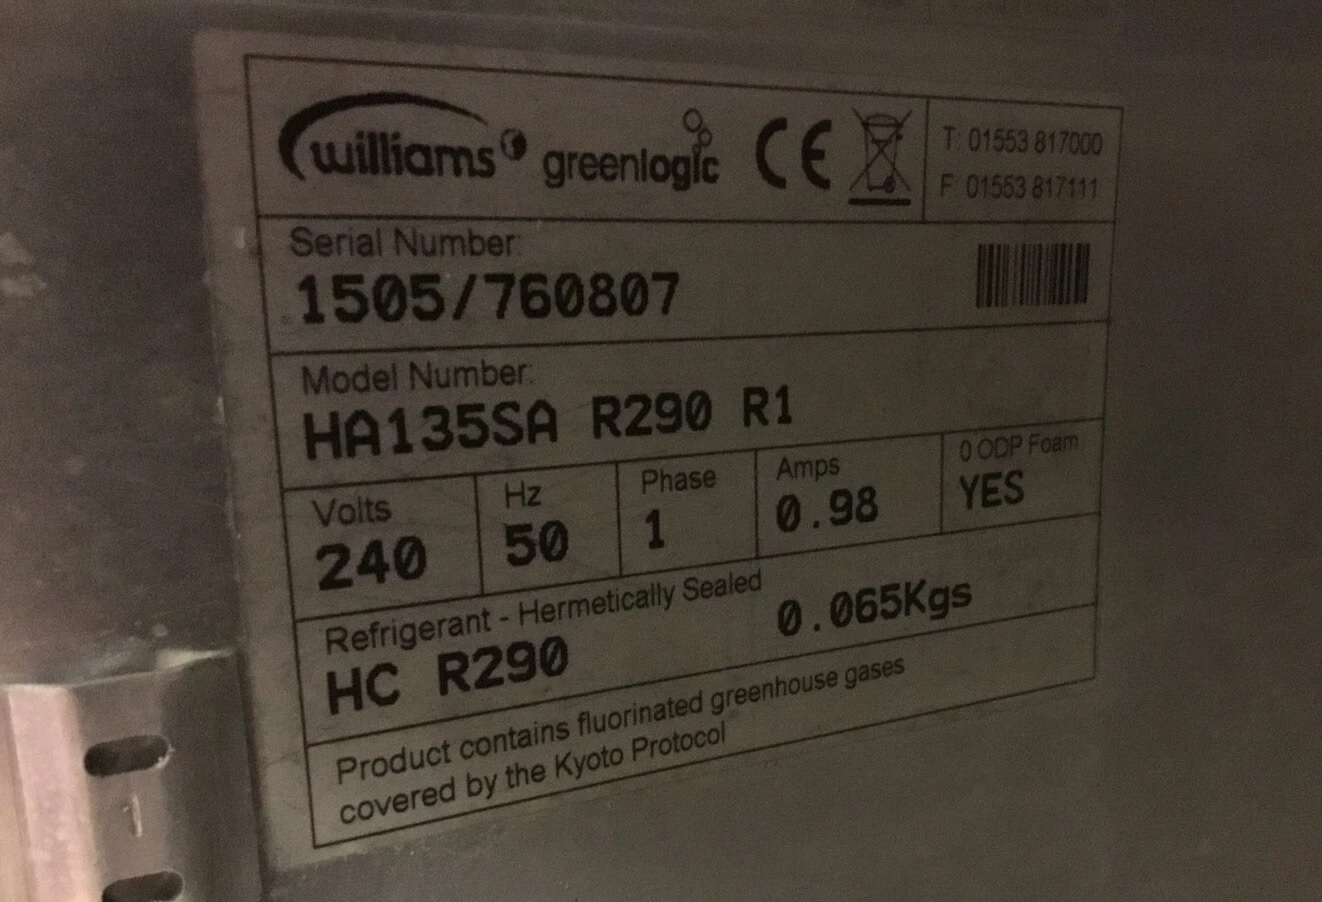 williams greenlogic CE T: 01553 817000
F: 01553 817111
Serial Number:
1505/760807
Model Number:
HA135SA R290 R1
Volts Hz Phase Amps 0 ODP Foam
240 50 1 0.98 YES
Refrigerant - Hermetically Sealed
HC R290 0.065Kgs
Product contains fluorinated greenhouse gases
covered by the Kyoto Protocol